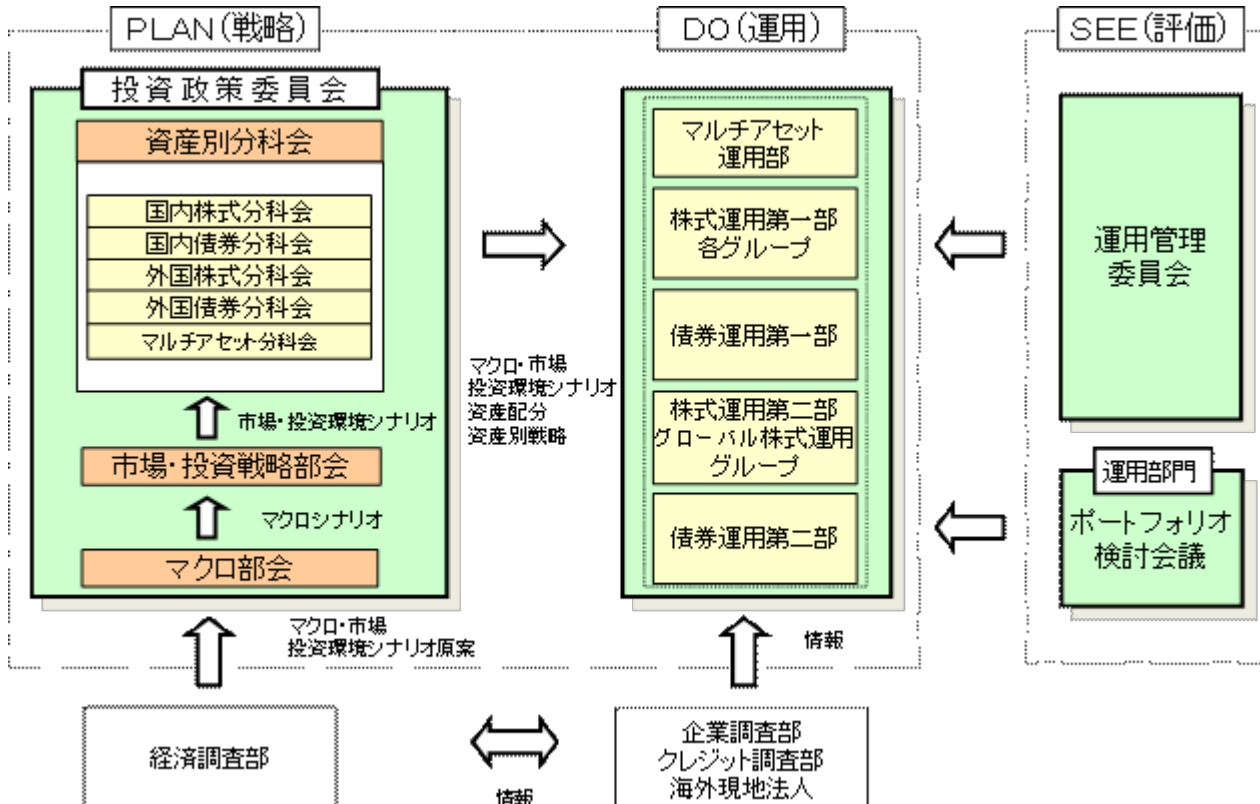 PLAN(戦略)
投資政策委員会
資産別分科会
国内株式分科会
国内債券分科会
外国株式分科会
外国債券分科会
マルチアセット分科会
市場・投資環境シナリオ
市場・投資戦略部会
マクロシナリオ
マクロ部会
マクロ・市場
投資環境シナリオ原案
経済調査部
マクロ・市場
投資環境シナリオ
資産配分
資産別戦略
DO(運用)
マルチアセット
運用部
株式運用第一部
各グループ
債券運用第一部
株式運用第二部
グローバル株式運用
グループ
債券運用第二部
情報
企業調査部
クレジット調査部
海外現地法人
情報
SEE(評価)
運用管理
委員会
運用部門
ポートフォリオ
検討会議